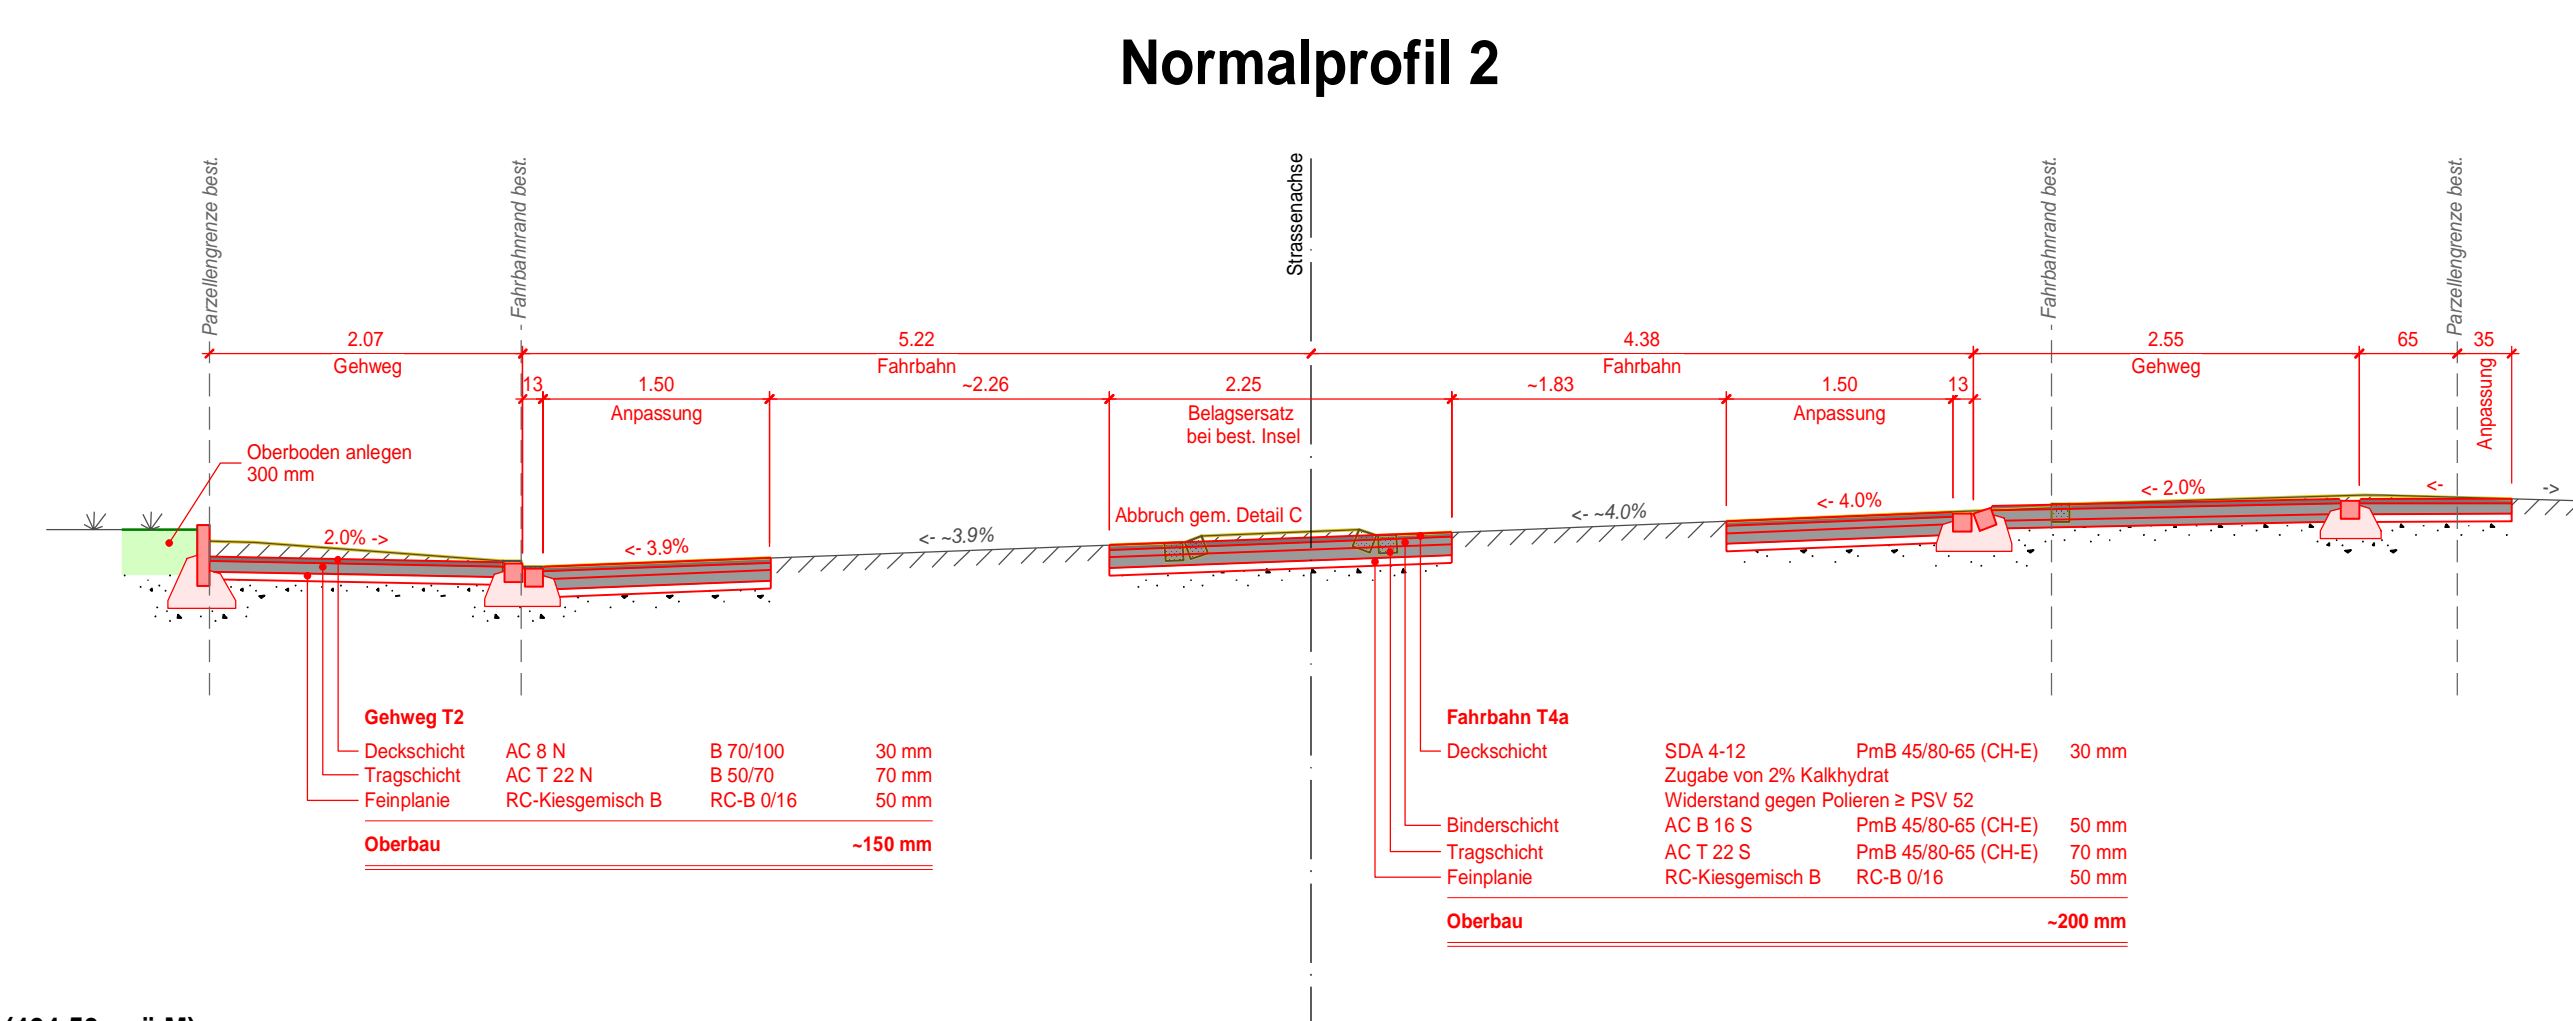 Normalprofil 2
Parzellengrenze best.
Fahrbahnrand best.
Strassenachse
Fahrbahnrand best.
Parzellengrenze best.
2.07
5.22
4.38
2.55
65
35
Gehweg
Fahrbahn
Fahrbahn
Gehweg
Anpassung
13
1.50
~2.26
2.25
~1.83
1.50
13
Anpassung
Belagsersatz
bei best. Insel
Anpassung
Oberboden anlegen
300 mm
Abbruch gem. Detail C
2.0% ->
<- 3.9%
<- ~3.9%
<- ~4.0%
<- 4.0%
<- 2.0%
<-
->
Gehweg T2
Deckschicht AC 8 N B 70/100 30 mm
Tragschicht AC T 22 N B 50/70 70 mm
Feinplanie RC-Kiesgemisch B RC-B 0/16 50 mm
Oberbau ~150 mm
Fahrbahn T4a
Deckschicht SDA 4-12 PmB 45/80-65 (CH-E) 30 mm
Zugabe von 2% Kalkhydrat
Widerstand gegen Polieren ≥ PSV 52
Binderschicht AC B 16 S PmB 45/80-65 (CH-E) 50 mm
Tragschicht AC T 22 S PmB 45/80-65 (CH-E) 70 mm
Feinplanie RC-Kiesgemisch B RC-B 0/16 50 mm
Oberbau ~200 mm